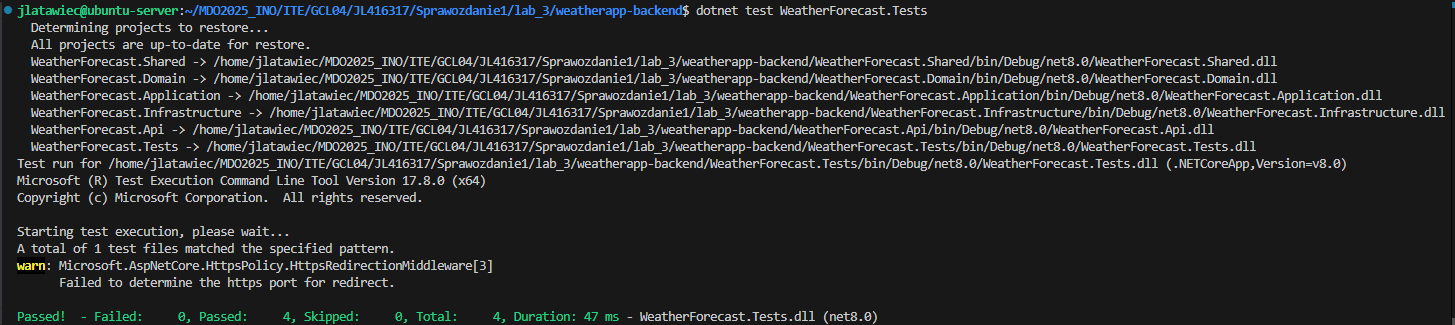 jlatawiec@ubuntu-server:~/MDO2025_INO/ITE/GCL04/JL416317/Sprawozdanie1/lab_3/weatherapp-backend$ dotnet test WeatherForecast.Tests
  Determining projects to restore...
  All projects are up-to-date for restore.
  WeatherForecast.Shared -> /home/jlatawiec/MDO2025_INO/ITE/GCL04/JL416317/Sprawozdanie1/lab_3/weatherapp-backend/WeatherForecast.Shared/bin/Debug/net8.0/WeatherForecast.Shared.dll
  WeatherForecast.Domain -> /home/jlatawiec/MDO2025_INO/ITE/GCL04/JL416317/Sprawozdanie1/lab_3/weatherapp-backend/WeatherForecast.Domain/bin/Debug/net8.0/WeatherForecast.Domain.dll
  WeatherForecast.Application -> /home/jlatawiec/MDO2025_INO/ITE/GCL04/JL416317/Sprawozdanie1/lab_3/weatherapp-backend/WeatherForecast.Application/bin/Debug/net8.0/WeatherForecast.Application.dll
  WeatherForecast.Infrastructure -> /home/jlatawiec/MDO2025_INO/ITE/GCL04/JL416317/Sprawozdanie1/lab_3/weatherapp-backend/WeatherForecast.Infrastructure/bin/Debug/net8.0/WeatherForecast.Infrastructure.dll
  WeatherForecast.Api -> /home/jlatawiec/MDO2025_INO/ITE/GCL04/JL416317/Sprawozdanie1/lab_3/weatherapp-backend/WeatherForecast.Api/bin/Debug/net8.0/WeatherForecast.Api.dll
  WeatherForecast.Tests -> /home/jlatawiec/MDO2025_INO/ITE/GCL04/JL416317/Sprawozdanie1/lab_3/weatherapp-backend/WeatherForecast.Tests/bin/Debug/net8.0/WeatherForecast.Tests.dll
Test run for /home/jlatawiec/MDO2025_INO/ITE/GCL04/JL416317/Sprawozdanie1/lab_3/weatherapp-backend/WeatherForecast.Tests/bin/Debug/net8.0/WeatherForecast.Tests.dll (.NETCoreApp,Version=v8.0)
Microsoft (R) Test Execution Command Line Tool Version 17.8.0 (x64)
Copyright (c) Microsoft Corporation.  All rights reserved.

Starting test execution, please wait...
A total of 1 test files matched the specified pattern.
warn: Microsoft.AspNetCore.HttpsPolicy.HttpsRedirectionMiddleware[3]
      Failed to determine the https port for redirect.

Passed!  - Failed:     0, Passed:     4, Skipped:     0, Total:     4, Duration: 47 ms - WeatherForecast.Tests.dll (net8.0)